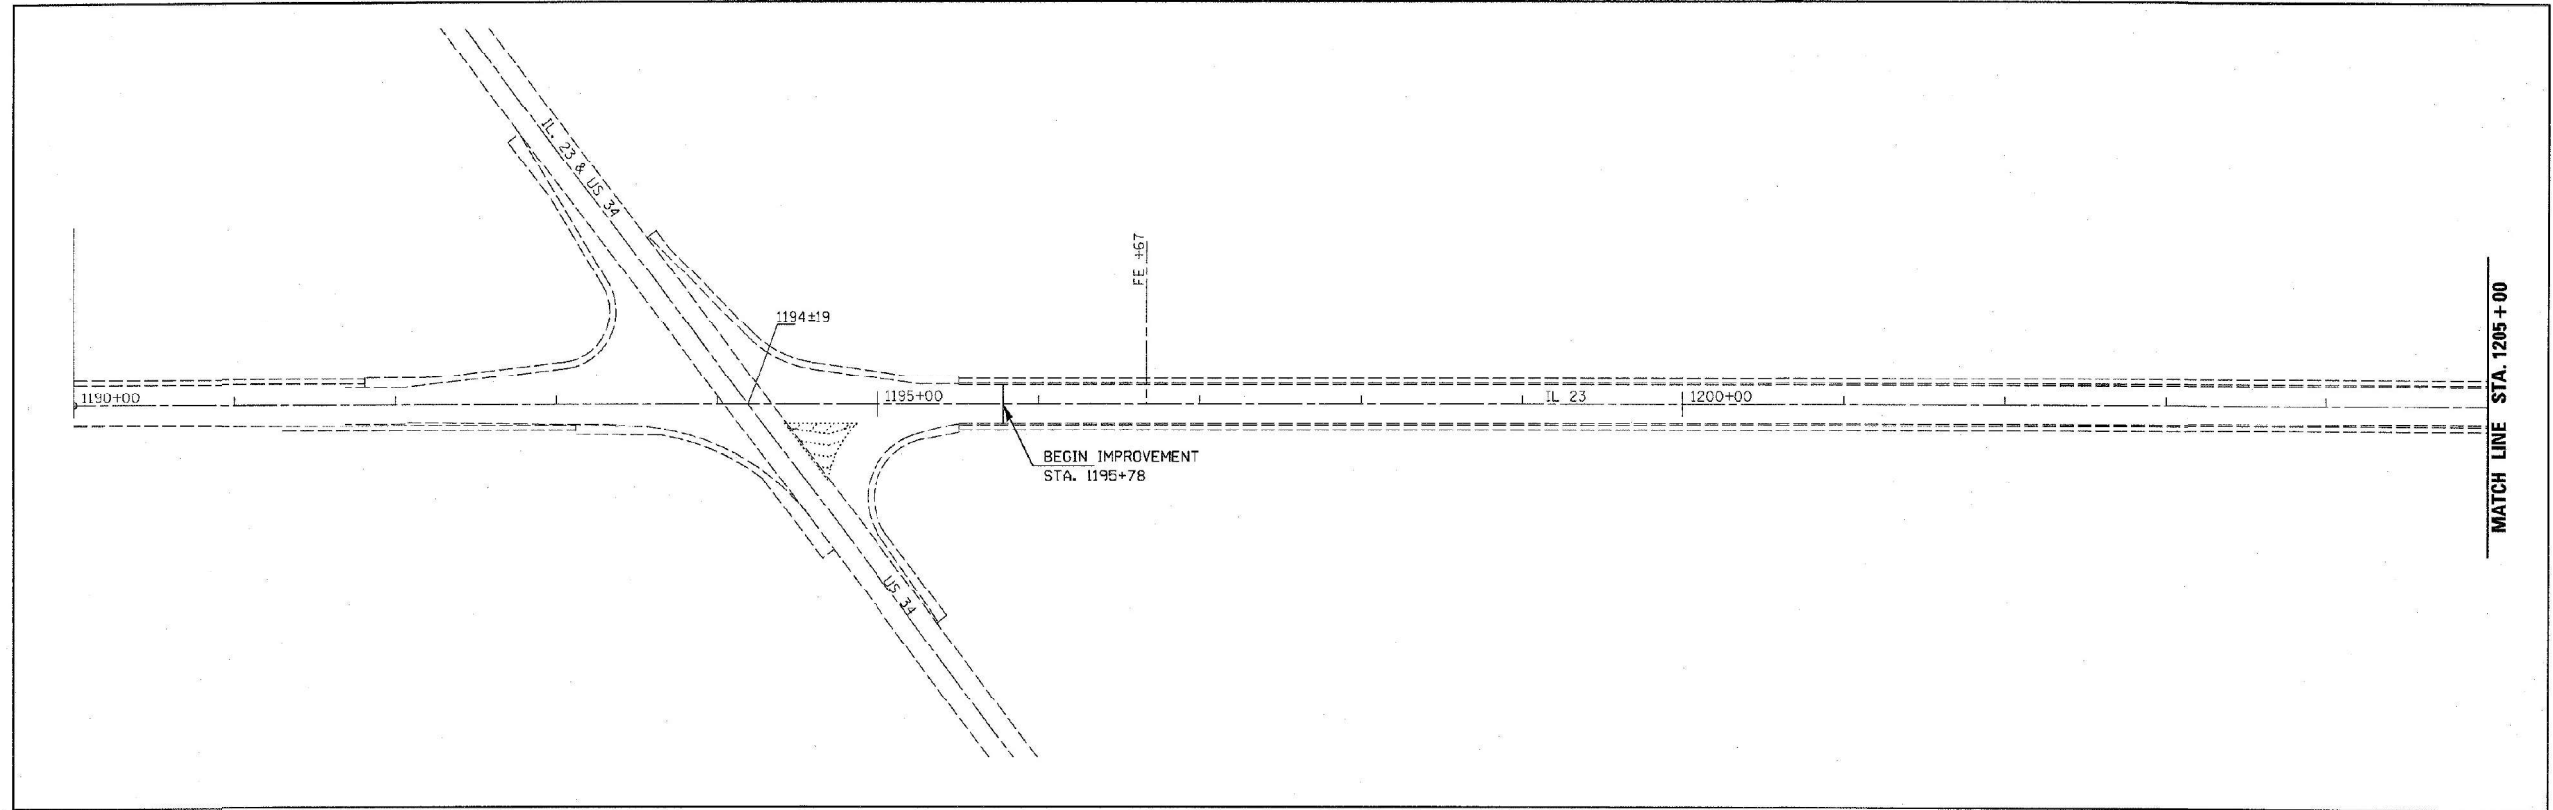 IL. 23 & US 34
FE +67
1194±19
1190+00
1195+00
IL 23
1200+00
BEGIN IMPROVEMENT
STA. 1195+78
US 34
MATCH LINE STA. 1205+00